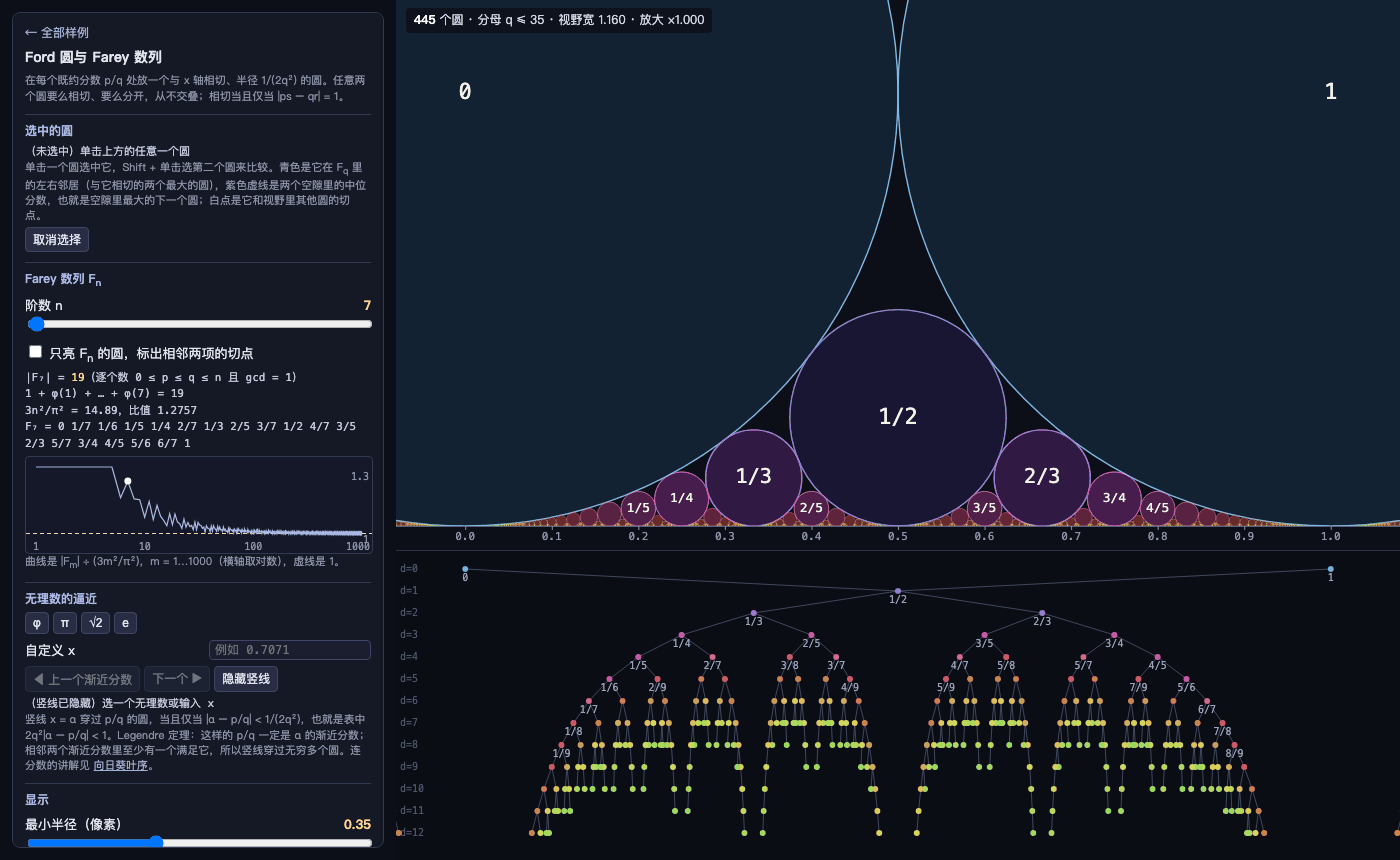 ← 全部样例
Ford 圆与 Farey 数列
在每个既约分数 p/q 处放一个与 x 轴相切、半径 1/(2q²) 的圆。任意两
个圆要么相切、要么分开，从不交叠；相切当且仅当 |ps − qr| = 1。
选中的圆
（未选中）单击上方的任意一个圆
单击一个圆选中它，Shift + 单击选第二个圆来比较。青色是它在 Fq 里
的左右邻居（与它相切的两个最大的圆），紫色虚线是两个空隙里的中位
分数，也就是空隙里最大的下一个圆；白点是它和视野里其他圆的切
点。
取消选择
Farey 数列 Fn
阶数 n 7
只亮 Fn 的圆，标出相邻两项的切点
|F₇| = 19（逐个数 0 ≤ p ≤ q ≤ n 且 gcd = 1）
1 + φ(1) + … + φ(7) = 19
3n²/π² = 14.89，比值 1.2757
F₇ = 0 1/7 1/6 1/5 1/4 2/7 1/3 2/5 3/7 1/2 4/7 3/5
2/3 5/7 3/4 4/5 5/6 6/7 1
1.3
1
1 10 100 1000
曲线是 |Fm| ÷ (3m²/π²)，m = 1…1000（横轴取对数），虚线是 1。
无理数的逼近
φ π √2 e
自定义 x 例如 0.7071
◀ 上一个渐近分数 下一个 ▶ 隐藏竖线
（竖线已隐藏）选一个无理数或输入 x
竖线 x = α 穿过 p/q 的圆，当且仅当 |α − p/q| < 1/(2q²)，也就是表中
2q²|α − p/q| < 1。Legendre 定理：这样的 p/q 一定是 α 的渐近分数；
相邻两个渐近分数里至少有一个满足它，所以竖线穿过无穷多个圆。连
分数的讲解见 向日葵叶序。
显示
最小半径（像素） 0.35
445 个圆 · 分母 q ≤ 35 · 视野宽 1.160 · 放大 ×1.000
0 1
1/2
1/3 2/3
1/4 3/4
1/5 2/5 3/5 4/5
0.0 0.1 0.2 0.3 0.4 0.5 0.6 0.7 0.8 0.9 1.0
d=0
0 1
d=1
1/2
d=2
1/3 2/3
d=3
1/4 2/5 3/5 3/4
d=4
1/5 2/7 3/8 3/7 4/7 5/8 5/7 4/5
d=5
1/6 2/9 4/9 5/9 7/9 5/6
d=6
1/7 6/7
d=7
1/8 7/8
d=8
1/9 8/9
d=9
d=10
d=11
d=12